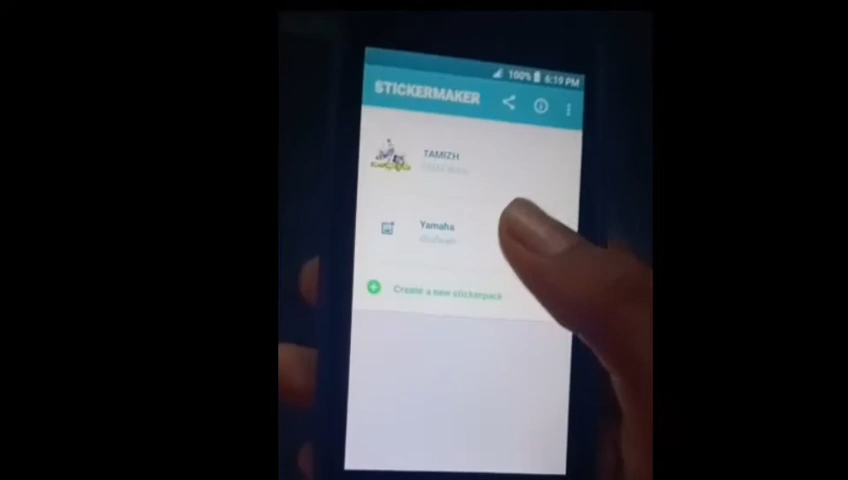 100% 6:19 PM
STICKERMAKER
TAMIZH
Yamaha
Create a new stickerpack